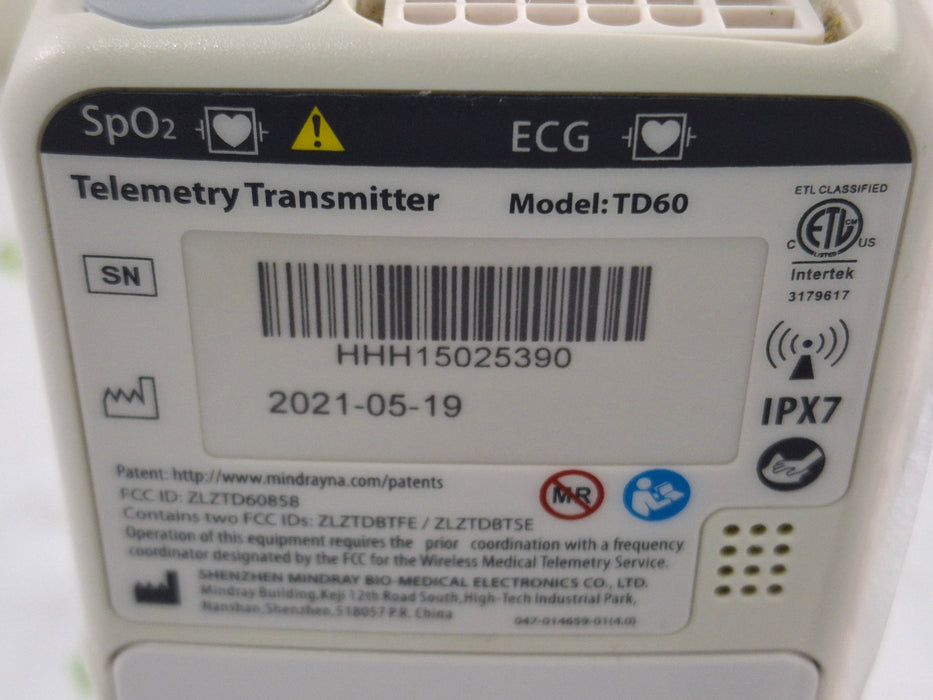 SpO2 ECG
Telemetry Transmitter Model: TD60
ETL CLASSIFIED
ETL CM
LISTED
C US
Intertek
3179617
SN
HHH15025390
2021-05-19
IPX7
Patent: http://www.mindrayna.com/patents
FCC ID: ZLZTD60858
Contains two FCC IDs: ZLZTDBTFE / ZLZTDBTSE
MR
Operation of this equipment requires the prior coordination with a frequency
coordinator designated by the FCC for the Wireless Medical Telemetry Service.
SHENZHEN MINDRAY BIO-MEDICAL ELECTRONICS CO., LTD.
Mindray Building, Keji 12th Road South, High-Tech Industrial Park,
Nanshan, Shenzhen, 518057 P.R. China
047-014659-01(4.0)